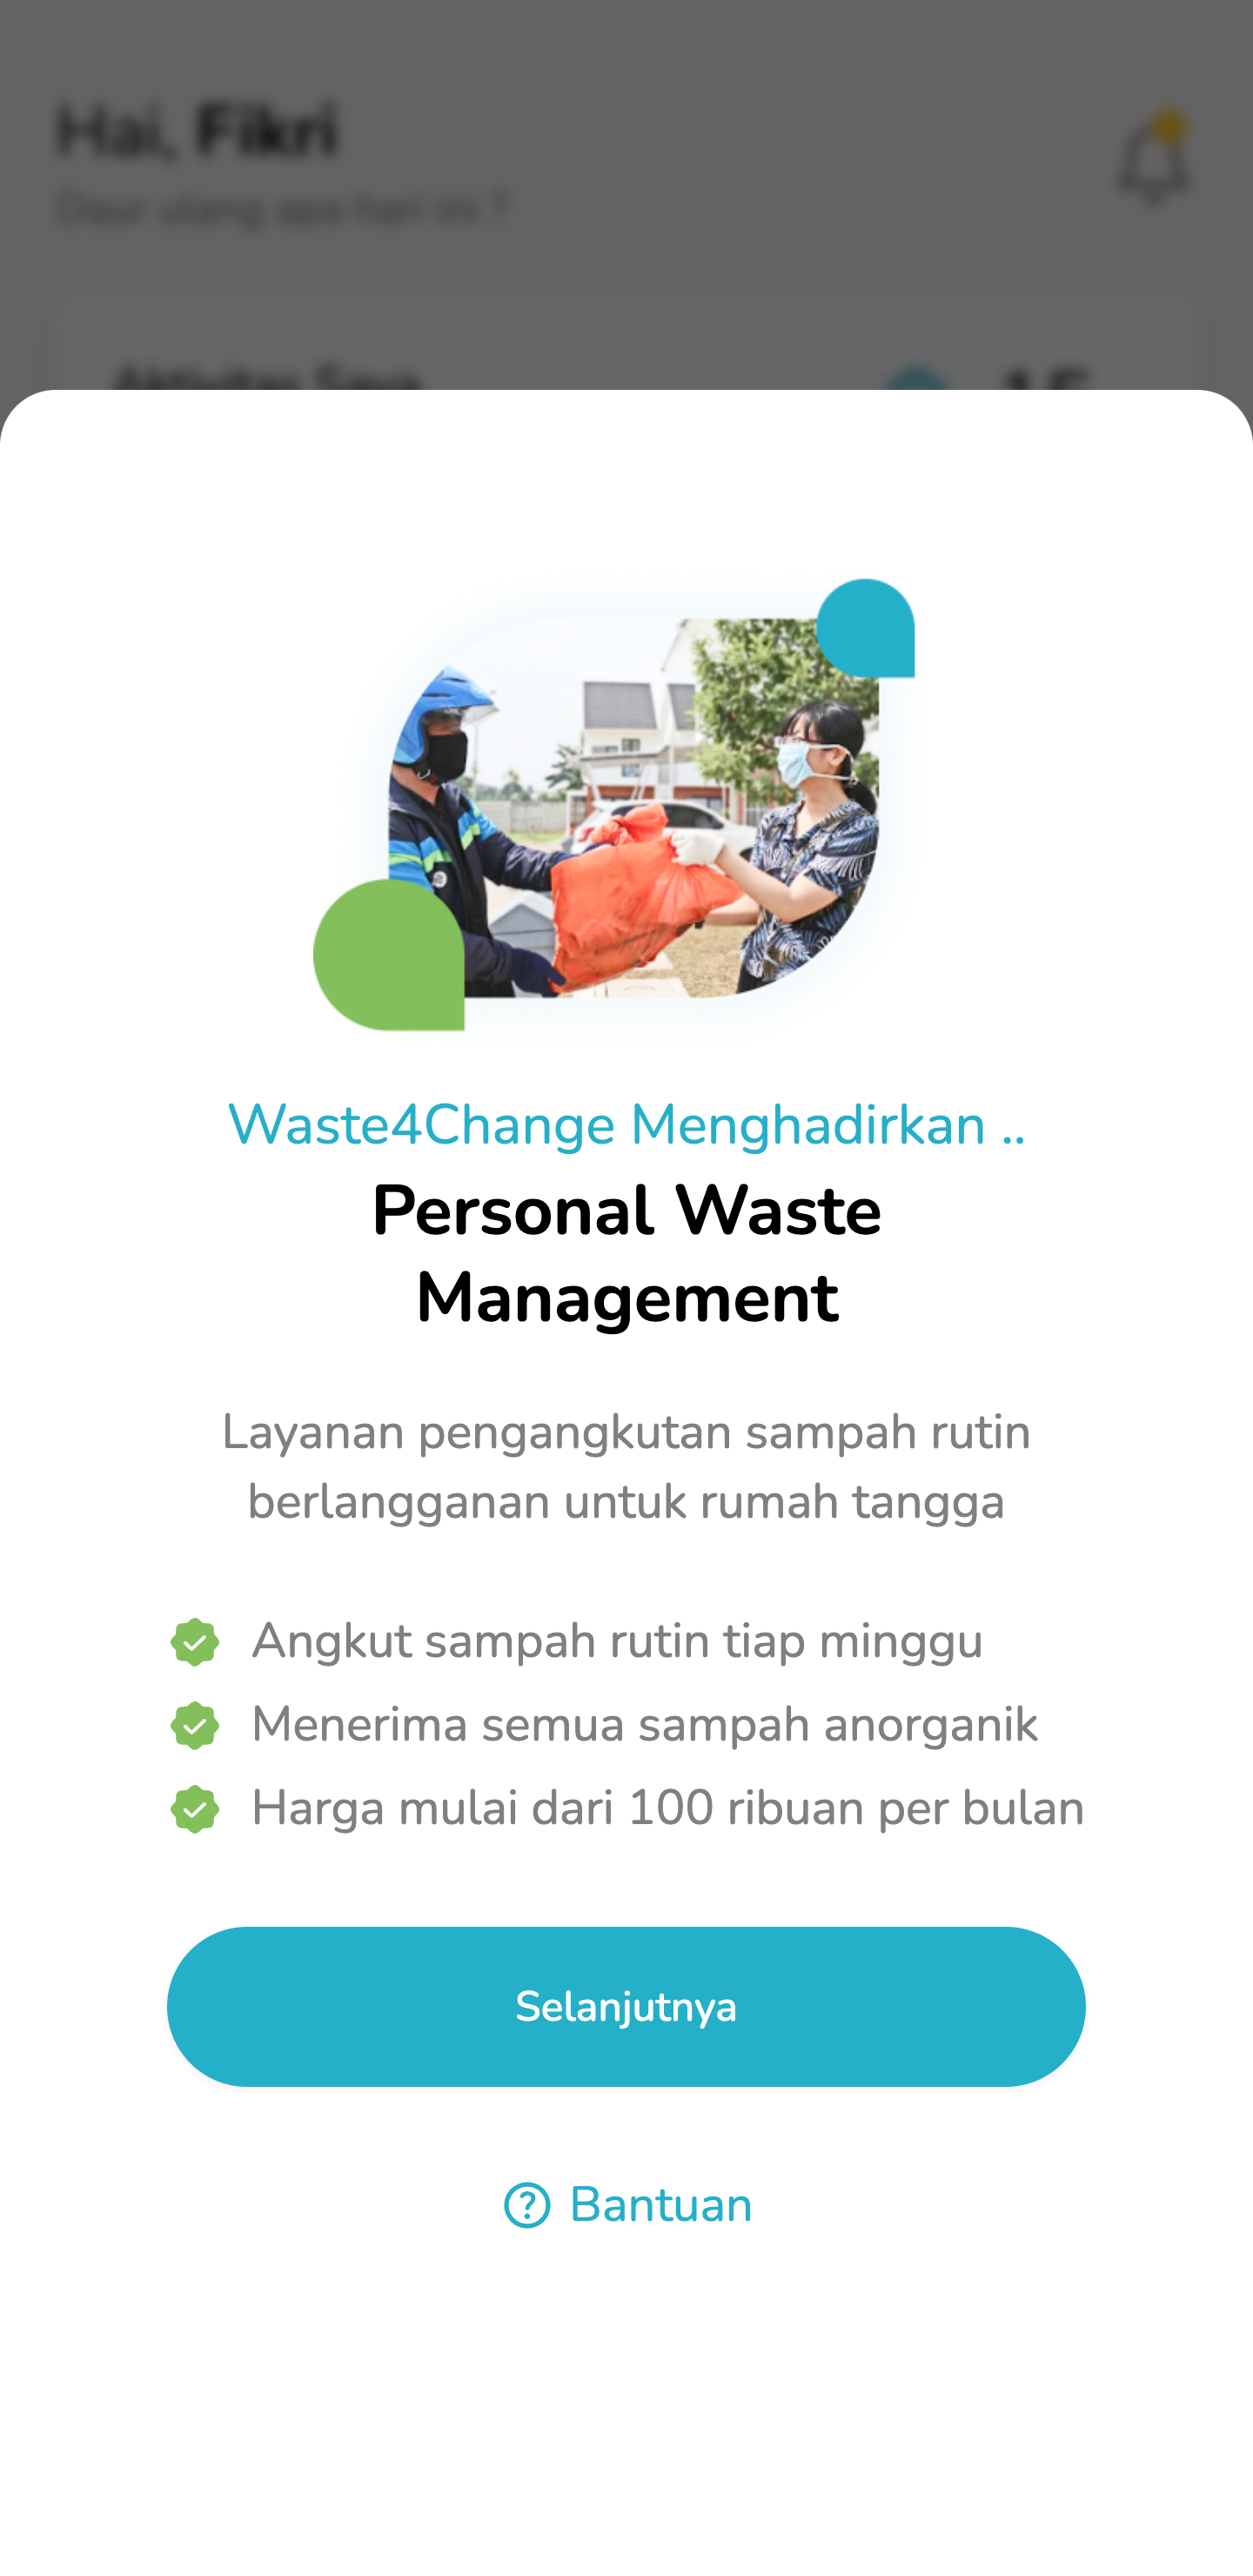 Hai, Fikri
Daur ulang apa hari ini ?
Aktivitas Saya
Waste4Change Menghadirkan ..
Personal Waste
Management
Layanan pengangkutan sampah rutin
berlangganan untuk rumah tangga
Angkut sampah rutin tiap minggu
Menerima semua sampah anorganik
Harga mulai dari 100 ribuan per bulan
Selanjutnya
Bantuan